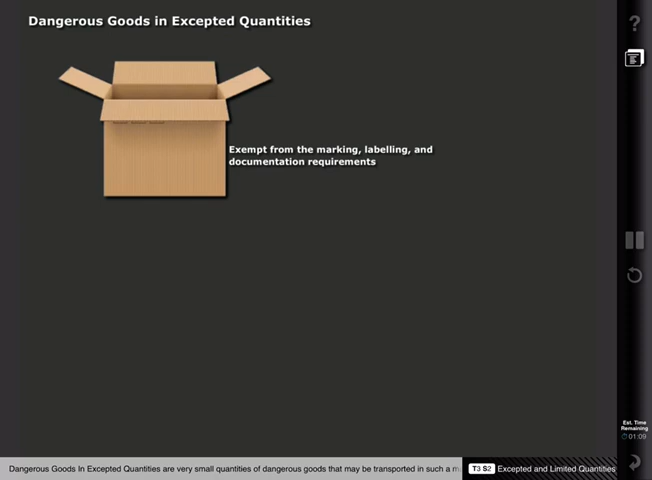 Dangerous Goods in Excepted Quantities
Exempt from the marking, labelling, and
documentation requirements
Est. Time
Remaining
01:09
Dangerous Goods In Excepted Quantities are very small quantities of dangerous goods that may be transported in such a
T3 S2 Excepted and Limited Quantities